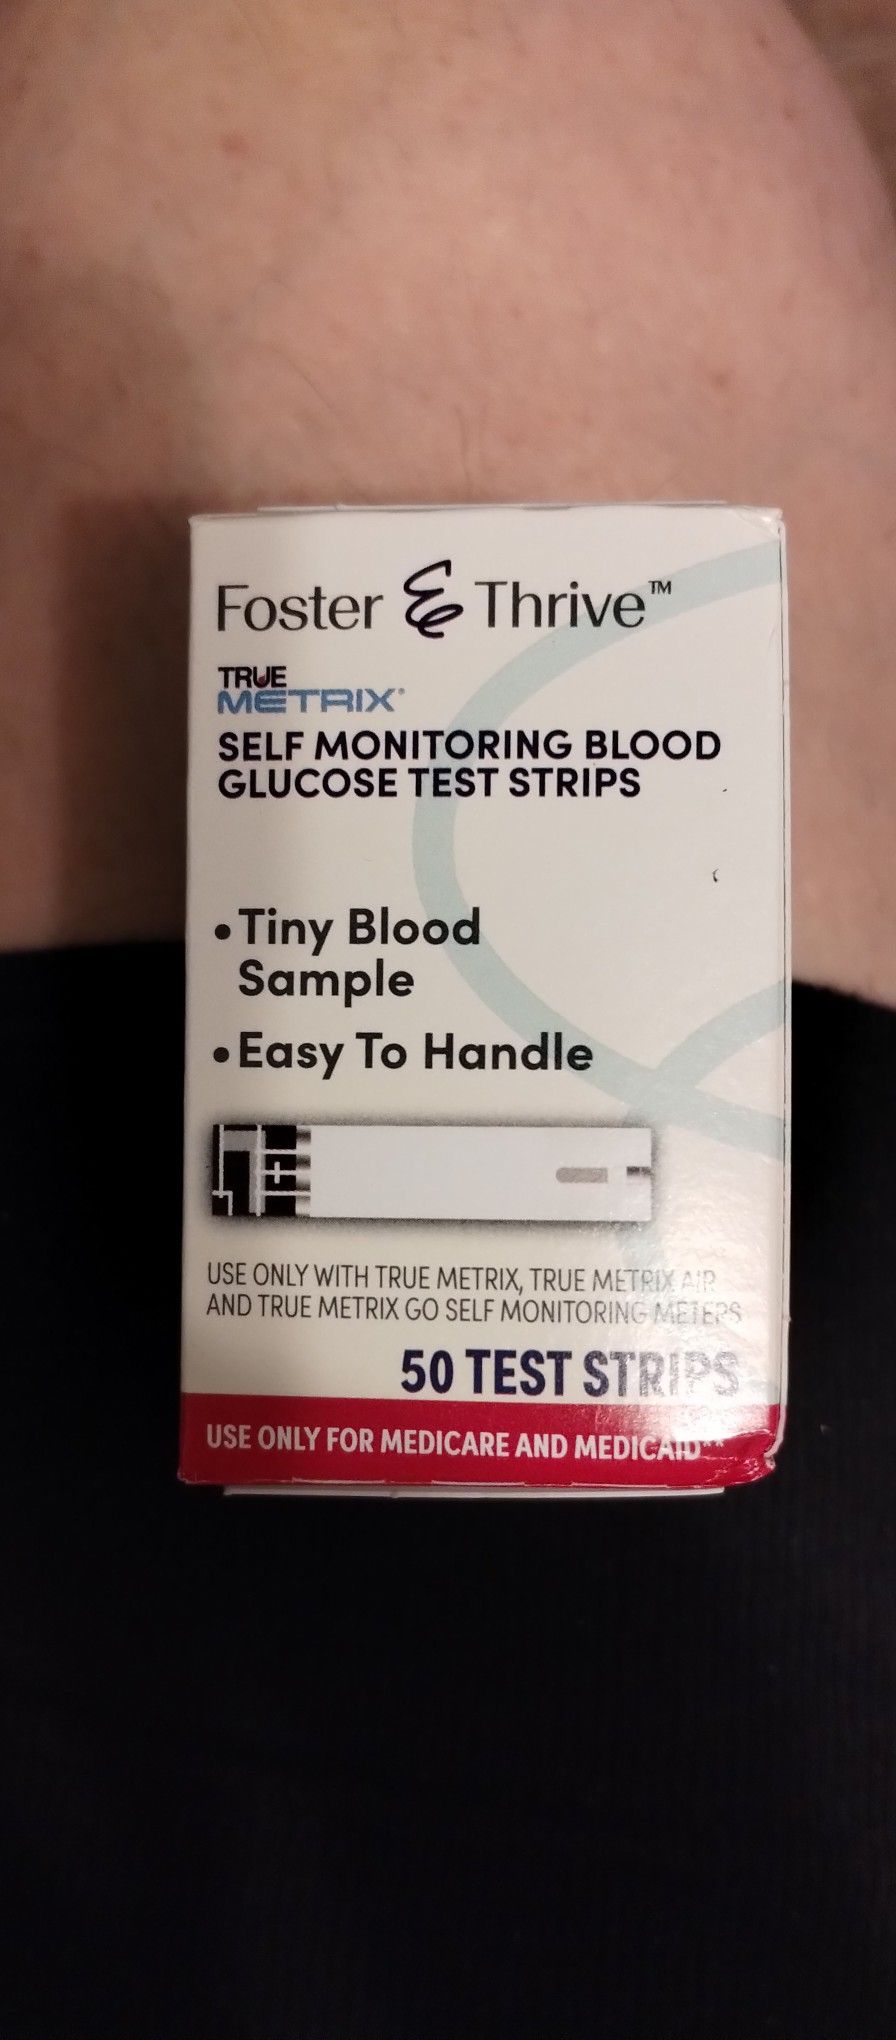 Foster & Thrive™
TRUE
METRIX®
SELF MONITORING BLOOD
GLUCOSE TEST STRIPS
• Tiny Blood
Sample
• Easy To Handle
USE ONLY WITH TRUE METRIX, TRUE METRIX AIR
AND TRUE METRIX GO SELF MONITORING METERS
50 TEST STRIPS
USE ONLY FOR MEDICARE AND MEDICAID**